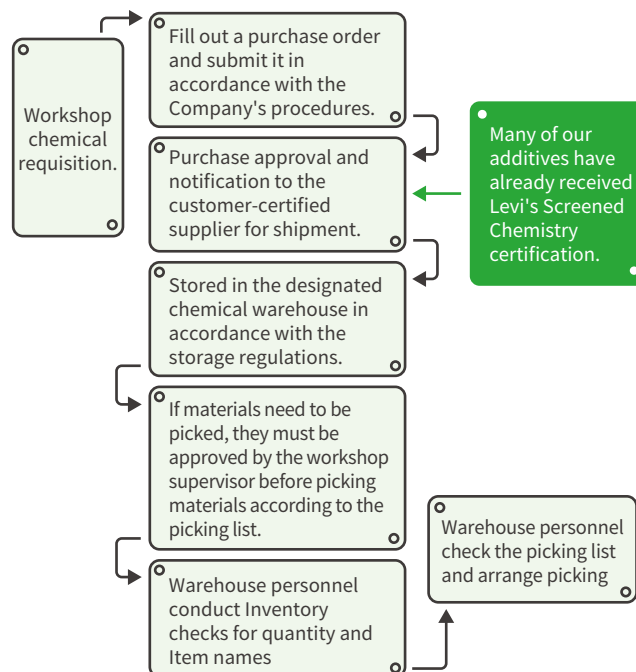 Workshop
chemical
requisition.
Fill out a purchase order
and submit it in
accordance with the
Company's procedures.
Purchase approval and
notification to the
customer-certified
supplier for shipment.
Many of our
additives have
already received
Levi's Screened
Chemistry
certification.
Stored in the designated
chemical warehouse in
accordance with the
storage regulations.
If materials need to be
picked, they must be
approved by the workshop
supervisor before picking
materials according to the
picking list.
Warehouse personnel
conduct Inventory
checks for quantity and
Item names
Warehouse personnel
check the picking list
and arrange picking